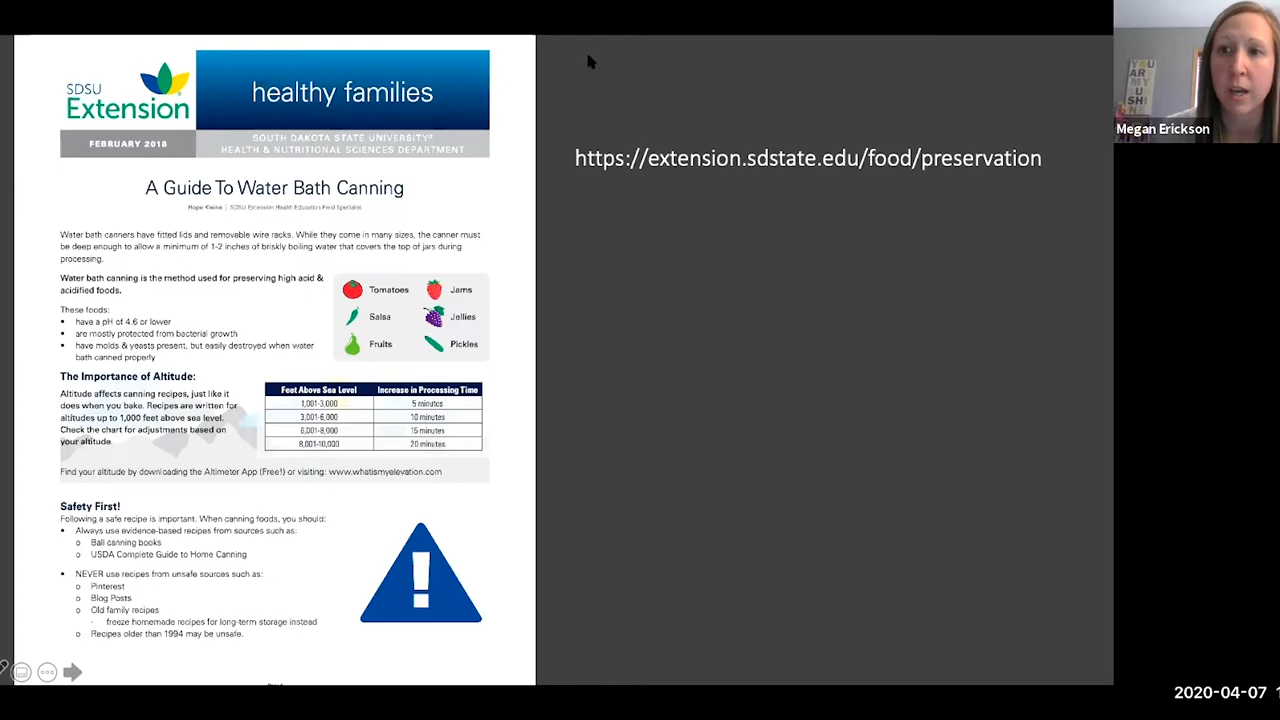 SDSU
Extension
healthy families
FEBRUARY 2018
SOUTH DAKOTA STATE UNIVERSITY®
HEALTH & NUTRITIONAL SCIENCES DEPARTMENT
A Guide To Water Bath Canning
Hope Kleine | SDSU Extension Health Education Field Specialist
Water bath canners have fitted lids and removable wire racks. While they come in many sizes, the canner must
be deep enough to allow a minimum of 1-2 inches of briskly boiling water that covers the top of jars during
processing.
Water bath canning is the method used for preserving high acid &
acidified foods.
These foods:
• have a pH of 4.6 or lower
• are mostly protected from bacterial growth
• have molds & yeasts present, but easily destroyed when water
bath canned properly
Tomatoes Jams
Salsa Jellies
Fruits Pickles
The Importance of Altitude:
Altitude affects canning recipes, just like it
does when you bake. Recipes are written for
altitudes up to 1,000 feet above sea level.
Check the chart for adjustments based on
your altitude.
Feet Above Sea Level Increase in Processing Time
1,001-3,000 5 minutes
3,001-6,000 10 minutes
6,001-8,000 15 minutes
8,001-10,000 20 minutes
Find your altitude by downloading the Altimeter App (Free!) or visiting: www.whatismyelevation.com
Safety First!
Following a safe recipe is important. When canning foods, you should:
• Always use evidence-based recipes from sources such as:
o Ball canning books
o USDA Complete Guide to Home Canning
• NEVER use recipes from unsafe sources such as:
o Pinterest
o Blog Posts
o Old family recipes
- freeze homemade recipes for long-term storage instead
o Recipes older than 1994 may be unsafe.
!
https://extension.sdstate.edu/food/preservation
YOU
ARE
MY
SUNSHINE
Megan Erickson
2020-04-07 1